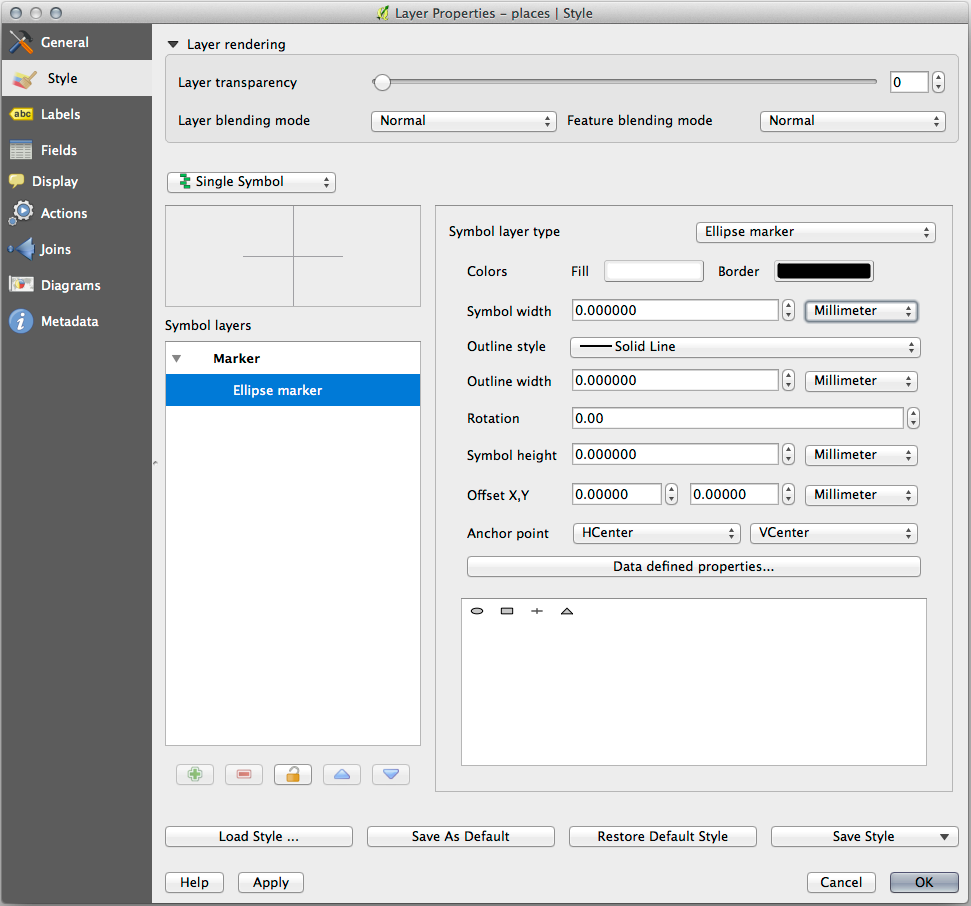 Layer Properties - places | Style
General
Style
abc Labels
Fields
Display
Actions
Joins
Diagrams
i Metadata
Layer rendering
Layer transparency 0
Layer blending mode Normal Feature blending mode Normal
Single Symbol
Symbol layers
Marker
Ellipse marker
Symbol layer type Ellipse marker
Colors Fill Border
Symbol width 0.000000 Millimeter
Outline style Solid Line
Outline width 0.000000 Millimeter
Rotation 0.00
Symbol height 0.000000 Millimeter
Offset X,Y 0.00000 0.00000 Millimeter
Anchor point HCenter VCenter
Data defined properties...
Load Style ... Save As Default Restore Default Style Save Style
Help Apply Cancel OK